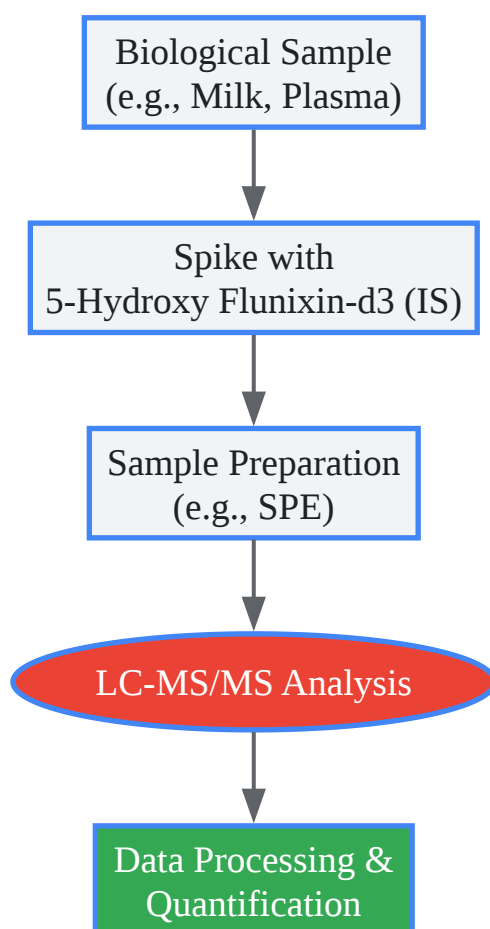 Biological Sample
(e.g., Milk, Plasma)
Spike with
5-Hydroxy Flunixin-d3 (IS)
Sample Preparation
(e.g., SPE)
LC-MS/MS Analysis
Data Processing &
Quantification